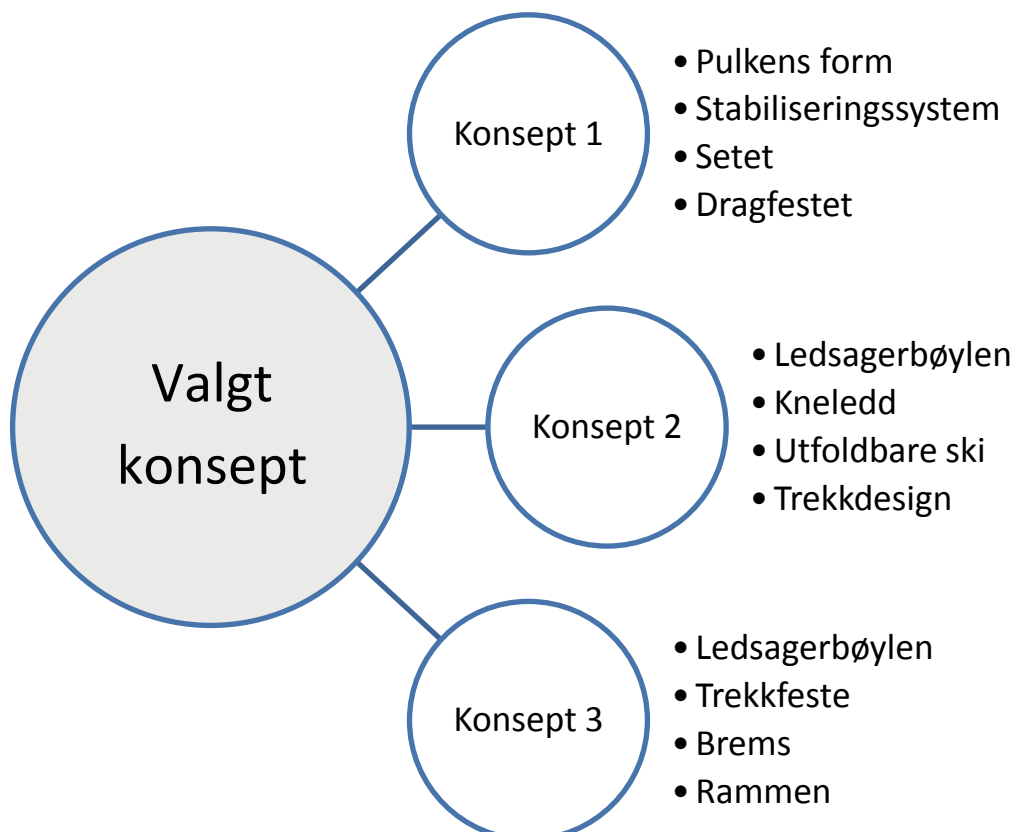 Valgt
konsept
Konsept 1
• Pulkens form
• Stabiliseringssystem
• Setet
• Dragfestet
Konsept 2
• Ledsagerbøylen
• Kneledd
• Utfoldbare ski
• Trekkdesign
Konsept 3
• Ledsagerbøylen
• Trekkfeste
• Brems
• Rammen